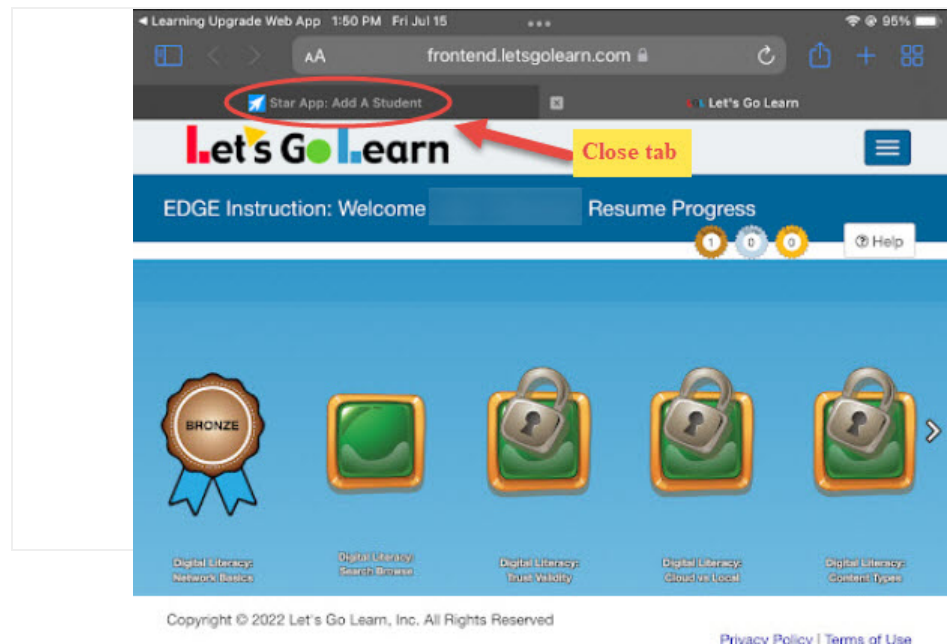 Learning Upgrade Web App 1:50 PM Fri Jul 15 95%
AA frontend.letsgolearn.com
Star App: Add A Student Let's Go Learn
Let's Go Learn
Close tab
EDGE Instruction: Welcome Resume Progress
1 0 0 Help
BRONZE
Digital Literacy: Digital Literacy: Digital Literacy: Digital Literacy: Digital Literacy:
Network Basics Search Browse Trust Validity Cloud vs Local Content Types
Copyright © 2022 Let's Go Learn, Inc. All Rights Reserved
Privacy Policy | Terms of Use